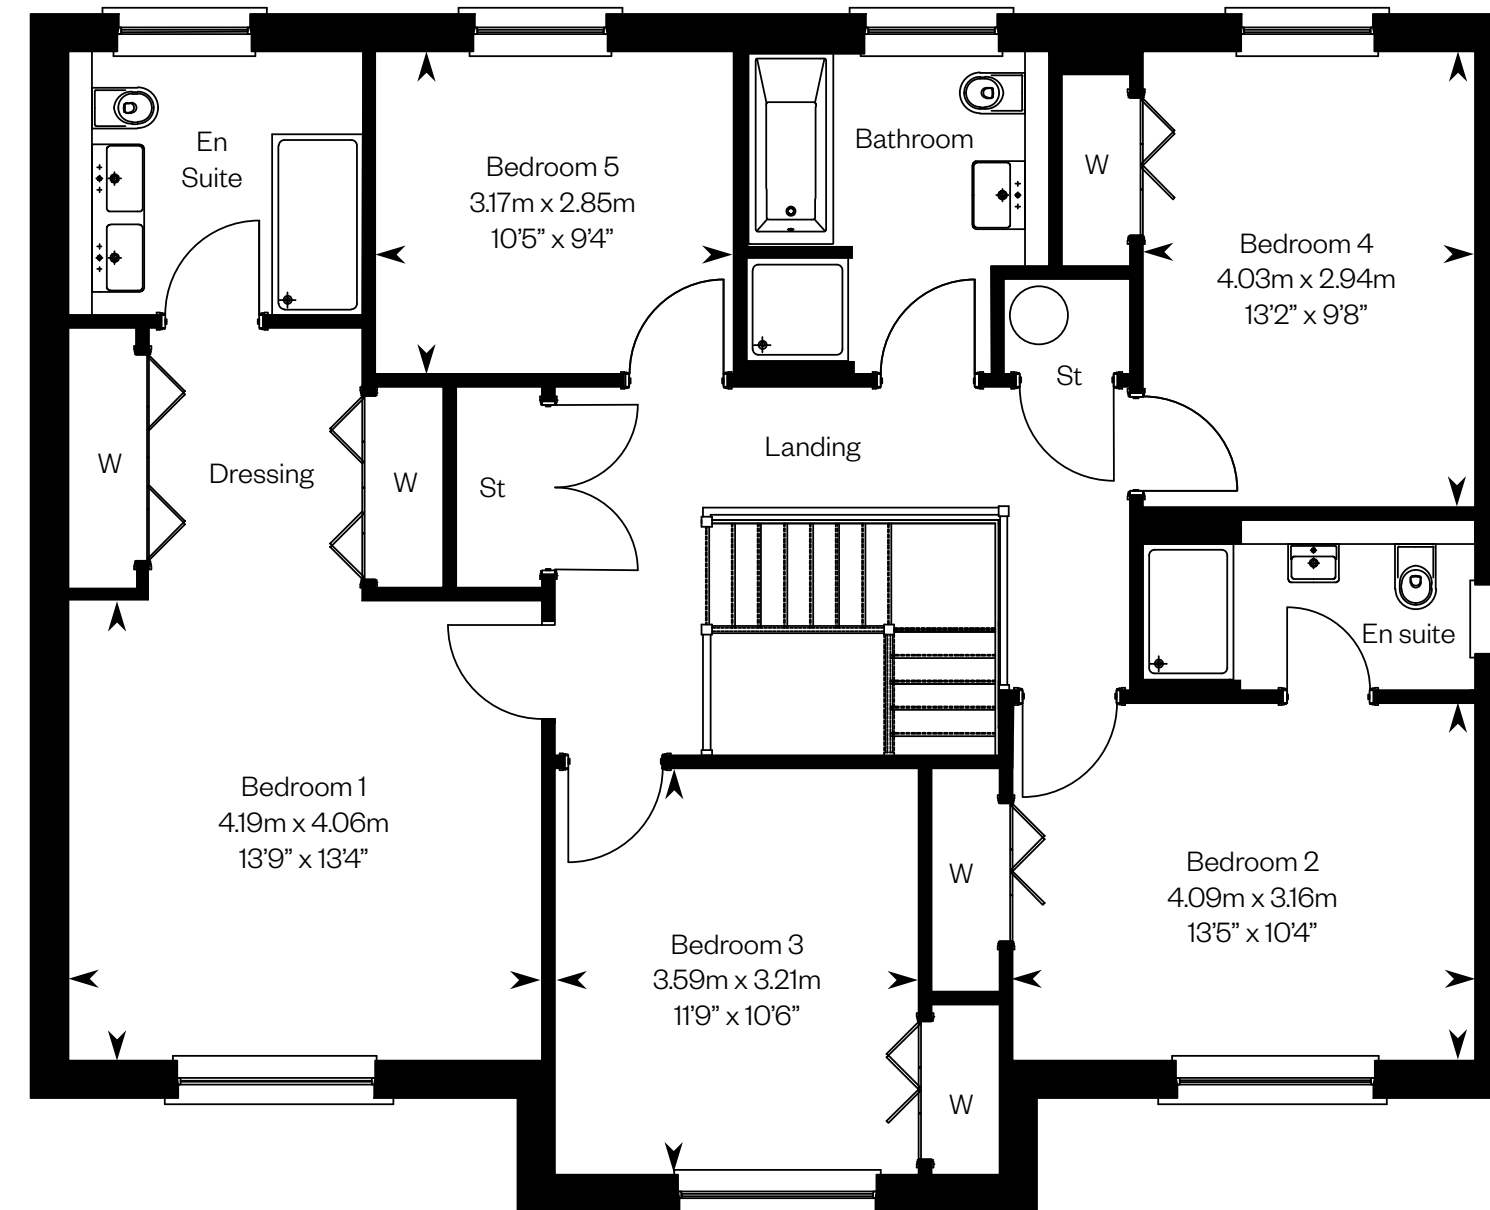 En
Suite
Bedroom 5
3.17m x 2.85m
10’5” x 9’4”
Bathroom
W
Bedroom 4
4.03m x 2.94m
13’2” x 9’8”
St
W
Dressing
W
St
Landing
En suite
Bedroom 1
4.19m x 4.06m
13’9” x 13’4”
W
Bedroom 2
4.09m x 3.16m
13’5” x 10’4”
Bedroom 3
3.59m x 3.21m
11’9” x 10’6”
W